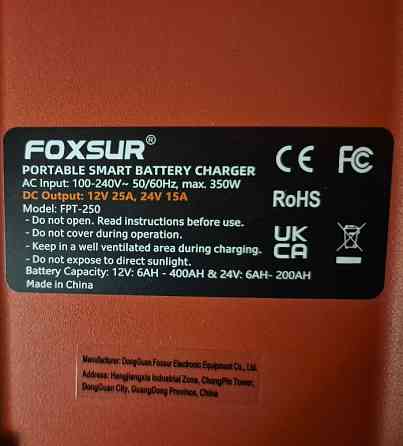 FOXSUR®
PORTABLE SMART BATTERY CHARGER
AC Input: 100-240V~ 50/60Hz, max. 350W
DC Output: 12V 25A, 24V 15A
Model: FPT-250
- Do not open. Read instructions before use.
- Do not cover during operation.
- Keep in a well ventilated area during charging.
- Do not expose to direct sunlight.
Battery Capacity: 12V: 6AH - 400AH & 24V: 6AH- 200AH
Made in China
CE FC
RoHS
UK
CA
Manufacturer: DongGuan Foxsur Electronic Equipment Co., Ltd.
Address: Hengjiangxia Industrial Zone, ChangPin Tower,
DongGuan City, GuangDong Province, China